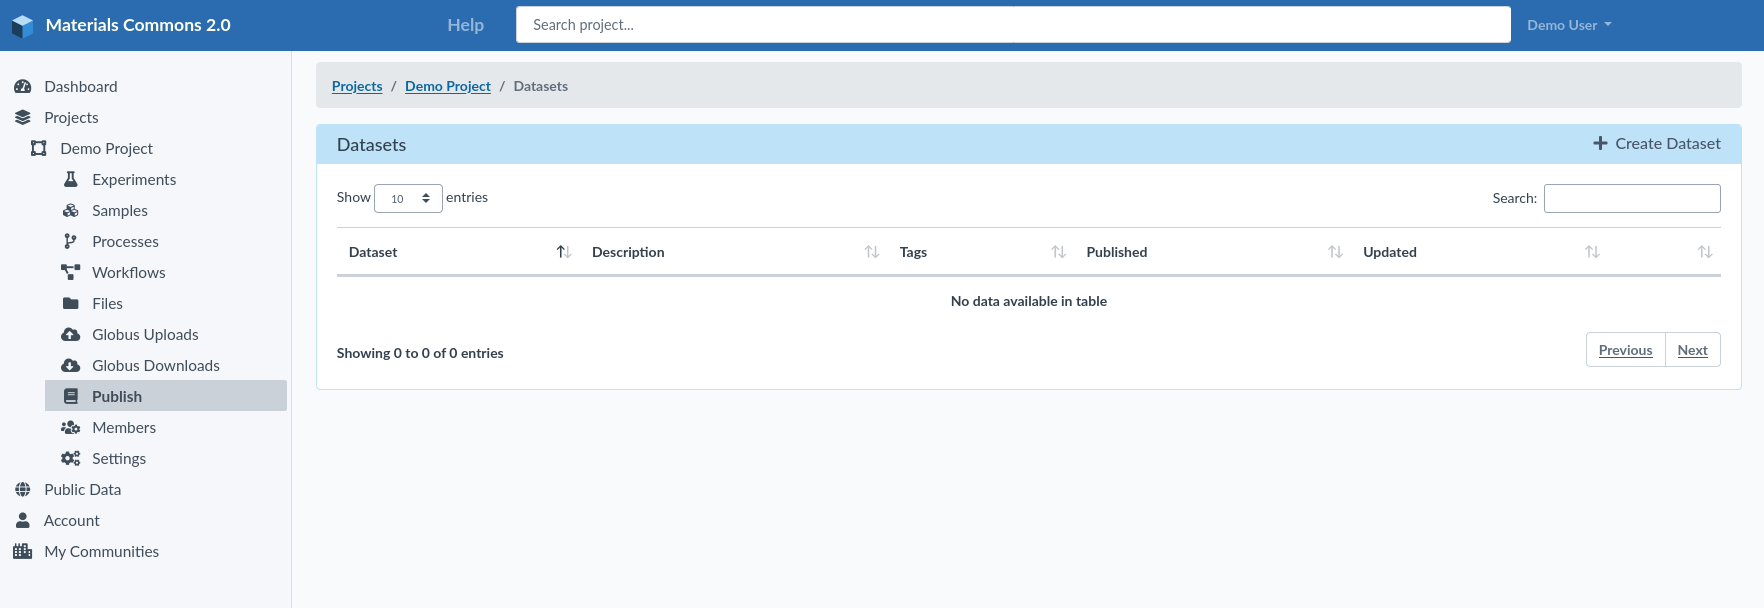 Materials Commons 2.0
Help
Search project...
Demo User
Dashboard
Projects
Demo Project
Experiments
Samples
Processes
Workflows
Files
Globus Uploads
Globus Downloads
Publish
Members
Settings
Public Data
Account
My Communities
Projects / Demo Project / Datasets
Datasets
Create Dataset
Show 10 entries
Search:
Dataset Description Tags Published Updated
No data available in table
Showing 0 to 0 of 0 entries
Previous Next